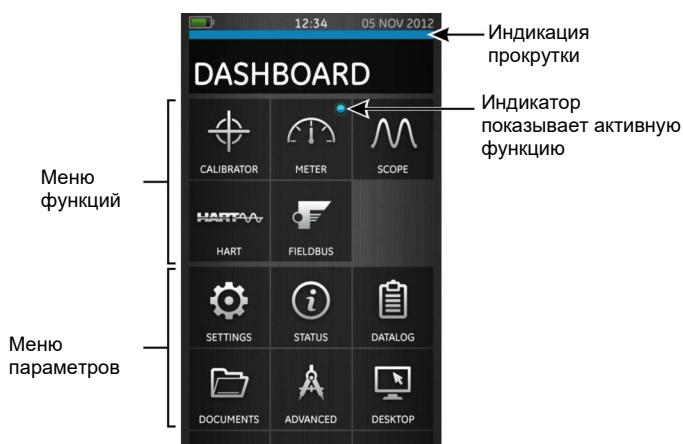 12:34 05 NOV 2012
Индикация
прокрутки
DASHBOARD
Индикатор
показывает активную
функцию
Меню
функций
CALIBRATOR METER SCOPE
HART
HART FIELDBUS
Меню
параметров
SETTINGS STATUS DATALOG
DOCUMENTS ADVANCED DESKTOP